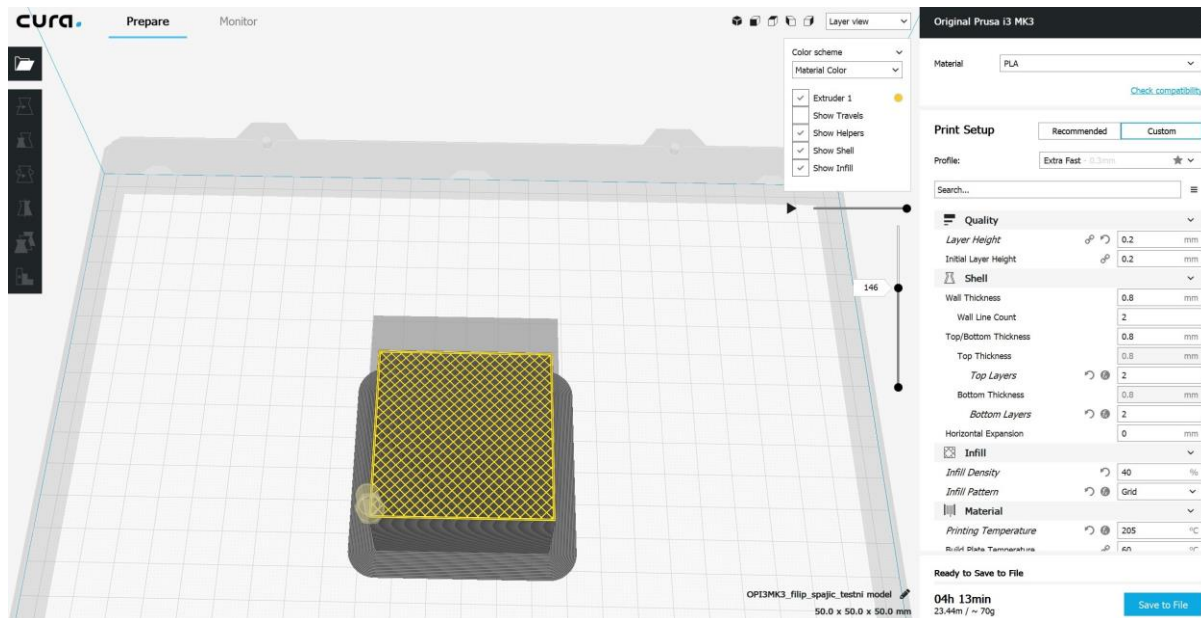 cura.
Prepare
Monitor
Layer view
Color scheme
Material Color
Extruder 1
Show Travels
Show Helpers
Show Shell
Show Infill
146
OPI3MK3_filip_spajic_testni model
50.0 x 50.0 x 50.0 mm
Original Prusa i3 MK3
Material PLA
Check compatibility
Print Setup Recommended Custom
Profile: Extra Fast - 0.3mm
Search...
Quality
Layer Height 0.2 mm
Initial Layer Height 0.2 mm
Shell
Wall Thickness 0.8 mm
Wall Line Count 2
Top/Bottom Thickness 0.8 mm
Top Thickness 0.8 mm
Top Layers 2
Bottom Thickness 0.8 mm
Bottom Layers 2
Horizontal Expansion 0 mm
Infill
Infill Density 40 %
Infill Pattern Grid
Material
Printing Temperature 205 °C
Build Plate Temperature 60 °C
Ready to Save to File
04h 13min
23.44m / ~ 70g
Save to File